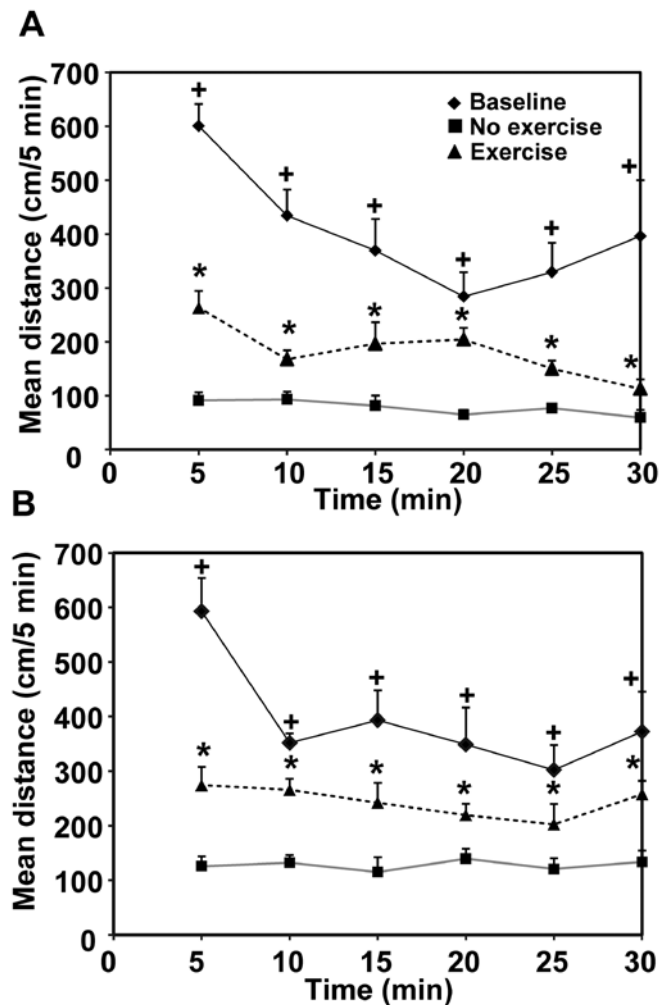 A
Mean distance (cm/5 min)
700
600
500
400
300
200
100
0
+ + + + + +
* * * * * *
Baseline
No exercise
Exercise
0 5 10 15 20 25 30
Time (min)
B
Mean distance (cm/5 min)
700
600
500
400
300
200
100
0
+ + + + + +
* * * * * *
0 5 10 15 20 25 30
Time (min)